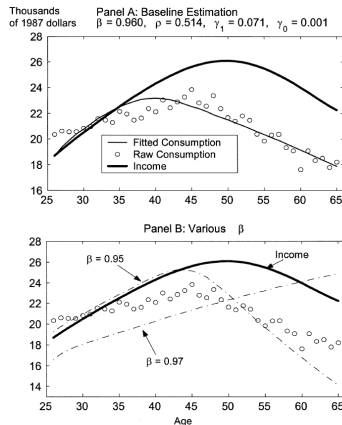 Thousands
of 1987 dollars
Panel A: Baseline Estimation
β = 0.960, ρ = 0.514, γ1 = 0.071, γ0 = 0.001
28
26
24
22
20
18
16
Fitted Consumption
Raw Consumption
Income
25 30 35 40 45 50 55 60 65
Panel B: Various β
28
26
24
22
20
18
16
14
β = 0.95
Income
β = 0.97
25 30 35 40 45 50 55 60 65
Age